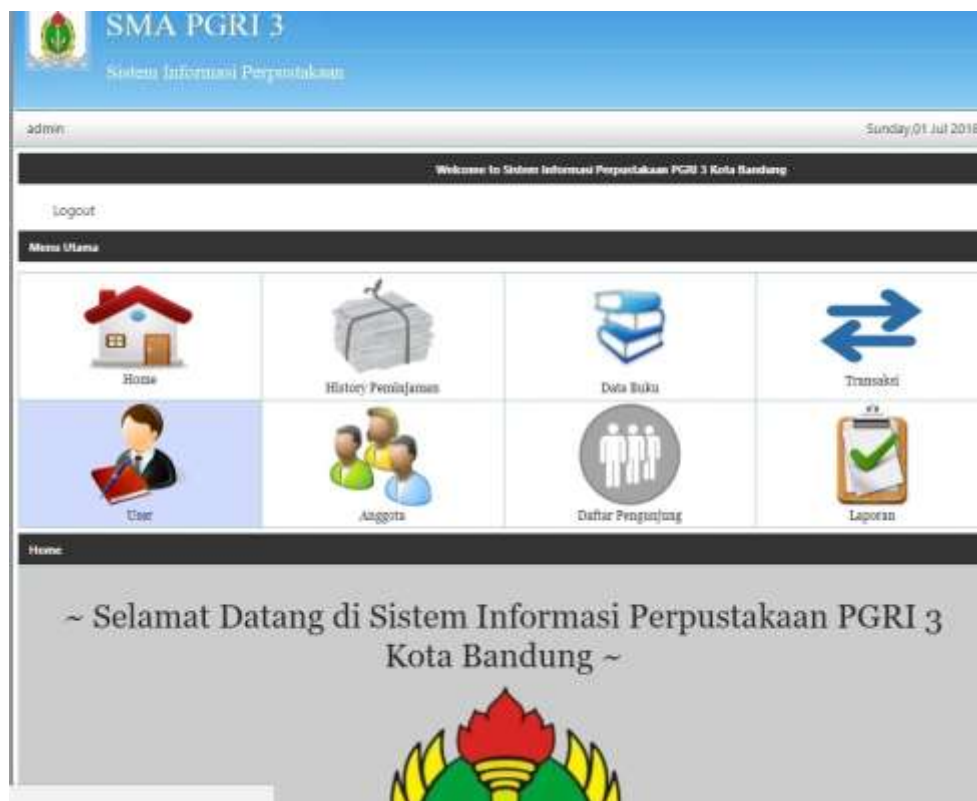 SMA PGRI 3
Sistem Informasi Perpustakaan
admin
Sunday,01 Jul 2018
Welcome to Sistem Informasi Perpustakaan PGRI 3 Kota Bandung
Logout
Menu Utama
Home
History Peminjaman
Data Buku
Transaksi
User
Anggota
Daftar Pengunjung
Laporan
Home
~ Selamat Datang di Sistem Informasi Perpustakaan PGRI 3
Kota Bandung ~